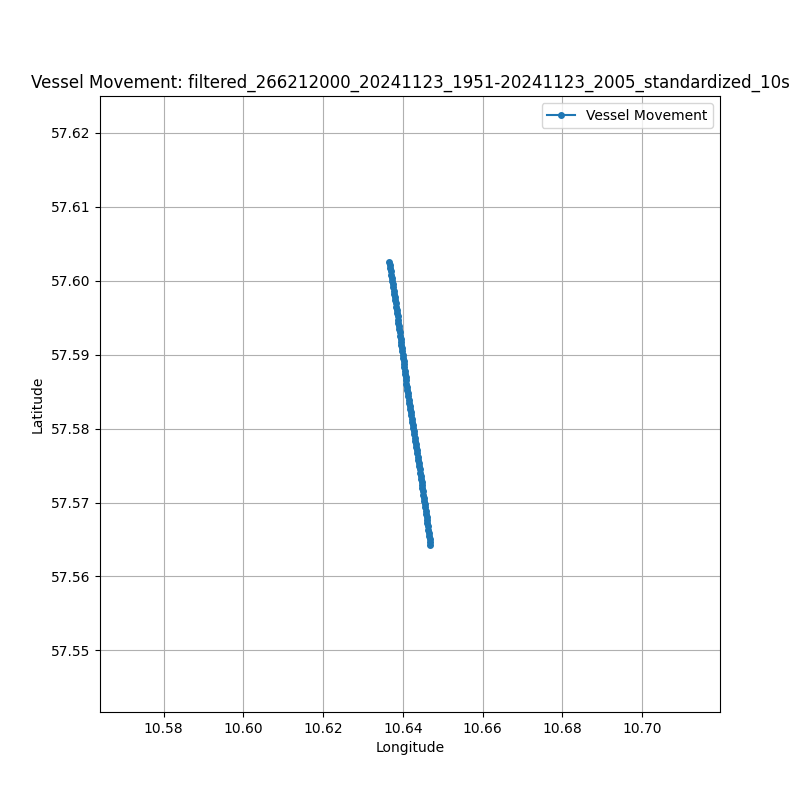 Vessel Movement: filtered_266212000_20241123_1951-20241123_2005_standardized_10s
Vessel Movement
57.62
57.61
57.60
57.59
57.58
57.57
57.56
57.55
Latitude
10.58 10.60 10.62 10.64 10.66 10.68 10.70
Longitude